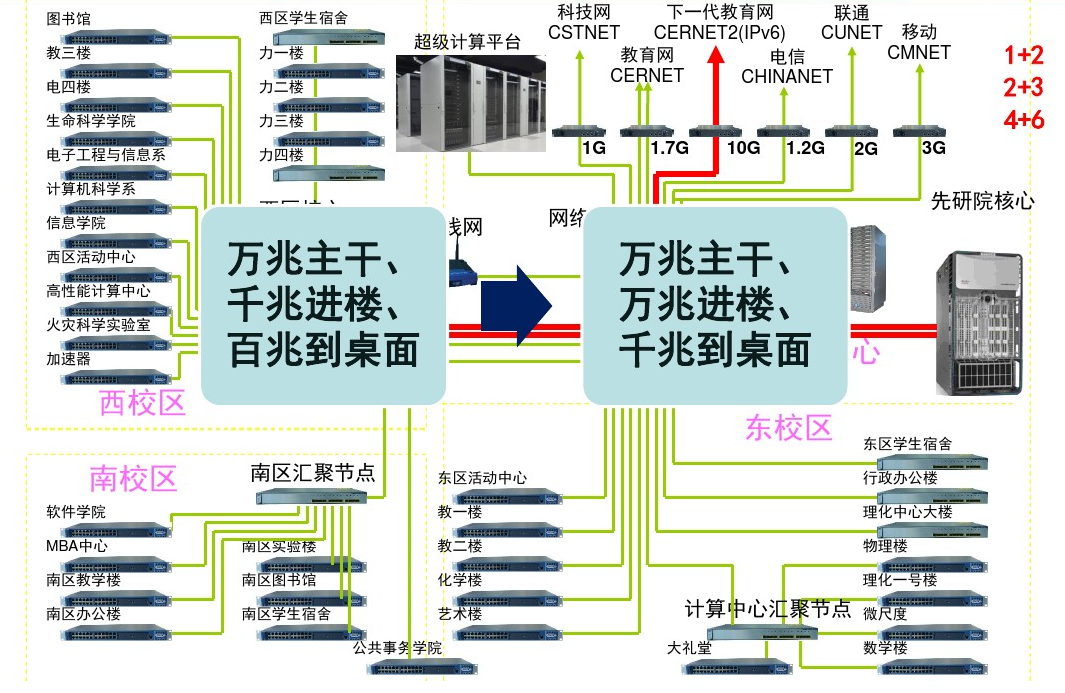 图书馆
教三楼
电四楼
生命科学学院
电子工程与信息系
计算机科学系
信息学院
西区活动中心
高性能计算中心
火灾科学实验室
加速器
西校区
西区学生宿舍
力一楼
力二楼
力三楼
力四楼
超级计算平台
科技网
CSTNET
教育网
CERNET
下一代教育网
CERNET2(IPv6)
电信
CHINANET
联通
CUNET
移动
CMNET
1+2
2+3
4+6
1G
1.7G
10G
1.2G
2G
3G
先研院核心
线网
网络
万兆主干、
千兆进楼、
百兆到桌面
万兆主干、
万兆进楼、
千兆到桌面
心
东校区
南校区
南区汇聚节点
软件学院
MBA中心
南区教学楼
南区办公楼
南区实验楼
南区图书馆
南区学生宿舍
公共事务学院
东区活动中心
教一楼
教二楼
化学楼
艺术楼
东区学生宿舍
行政办公楼
理化中心大楼
物理楼
理化一号楼
微尺度
数学楼
计算中心汇聚节点
大礼堂